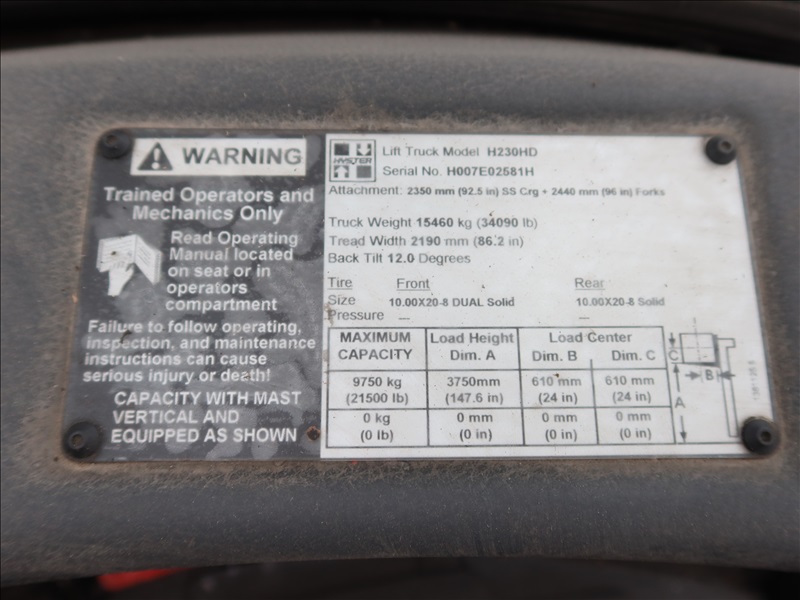 WARNING
Trained Operators and
Mechanics Only
Read Operating
Manual located
on seat or in
operators
compartment
Failure to follow operating,
inspection, and maintenance
instructions can cause
serious injury or death!
CAPACITY WITH MAST
VERTICAL AND
EQUIPPED AS SHOWN
HYSTER
Lift Truck Model H230HD
Serial No. H007E02581H
Attachment: 2350 mm (92.5 in) SS Crg + 2440 mm (96 in) Forks
Truck Weight 15460 kg (34090 lb)
Tread Width 2190 mm (86.2 in)
Back Tilt 12.0 Degrees
Tire Front Rear
Size 10.00X20-8 DUAL Solid 10.00X20-8 Solid
Pressure — —
MAXIMUM CAPACITY Load Height Dim. A Load Center Dim. B Dim. C
9750 kg 3750mm 610 mm 610 mm
(21500 lb) (147.6 in) (24 in) (24 in)
0 kg 0 mm 0 mm 0 mm
(0 lb) (0 in) (0 in) (0 in)
C
B
A